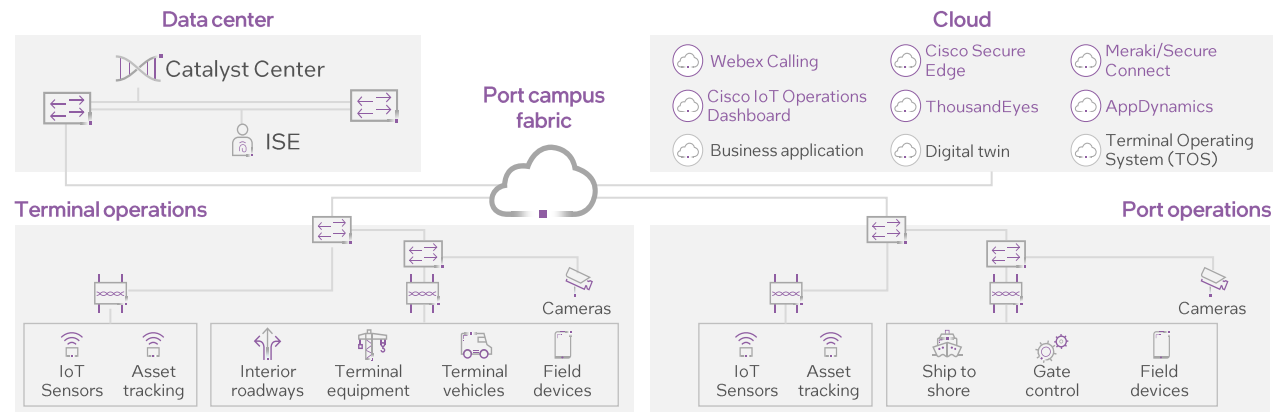 Data center
Catalyst Center
ISE
Port campus
fabric
Cloud
Webex Calling
Cisco Secure
Edge
Meraki/Secure
Connect
Cisco IoT Operations
Dashboard
ThousandEyes
AppDynamics
Business application
Digital twin
Terminal Operating
System (TOS)
Terminal operations
Cameras
IoT
Sensors
Asset
tracking
Interior
roadways
Terminal
equipment
Terminal
vehicles
Field
devices
Port operations
Cameras
IoT
Sensors
Asset
tracking
Ship to
shore
Gate
control
Field
devices